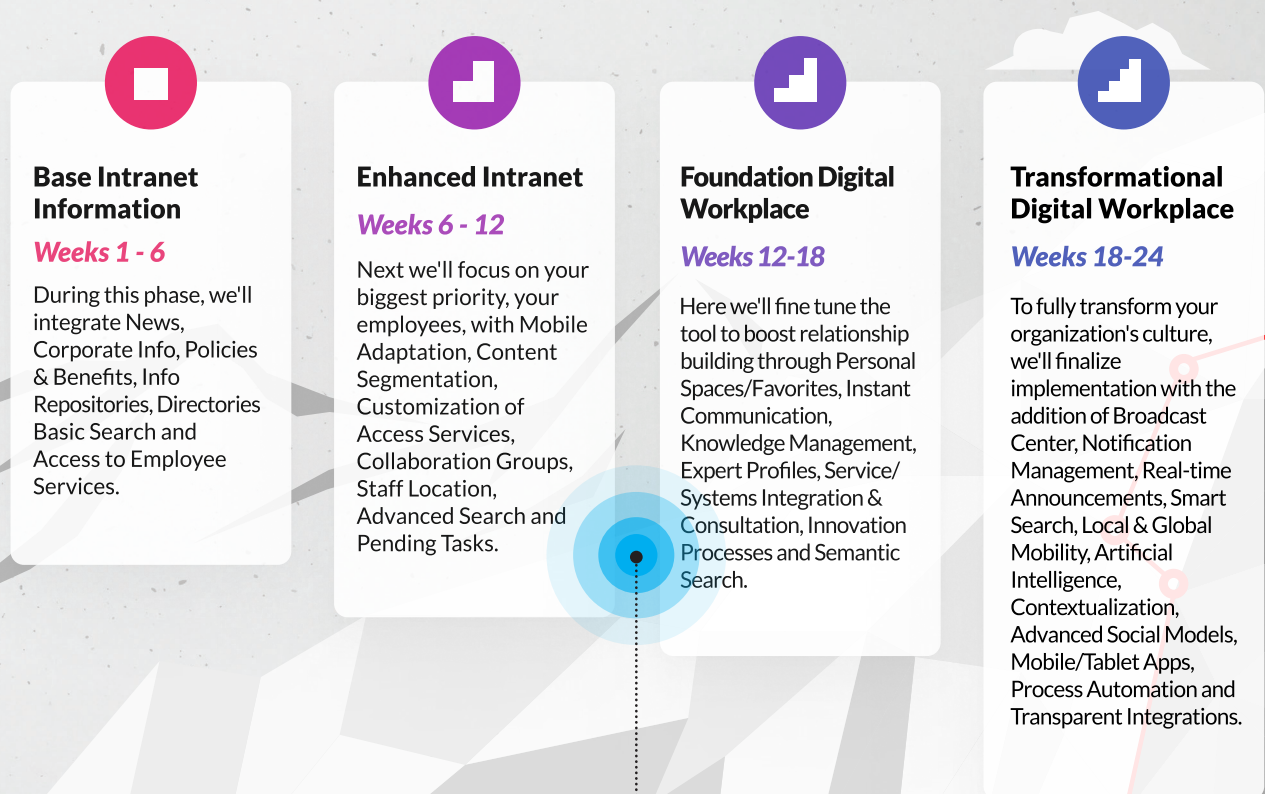 Base Intranet
Information
Weeks 1 - 6
During this phase, we'll
integrate News,
Corporate Info, Policies
& Benefits, Info
Repositories, Directories
Basic Search and
Access to Employee
Services.
Enhanced Intranet
Weeks 6 - 12
Next we'll focus on your
biggest priority, your
employees, with Mobile
Adaptation, Content
Segmentation,
Customization of
Access Services,
Collaboration Groups,
Staff Location,
Advanced Search and
Pending Tasks.
Foundation Digital
Workplace
Weeks 12-18
Here we'll fine tune the
tool to boost relationship
building through Personal
Spaces/Favorites, Instant
Communication,
Knowledge Management,
Expert Profiles, Service/
Systems Integration &
Consultation, Innovation
Processes and Semantic
Search.
Transformational
Digital Workplace
Weeks 18-24
To fully transform your
organization's culture,
we'll finalize
implementation with the
addition of Broadcast
Center, Notification
Management, Real-time
Announcements, Smart
Search, Local & Global
Mobility, Artificial
Intelligence,
Contextualization,
Advanced Social Models,
Mobile/Tablet Apps,
Process Automation and
Transparent Integrations.